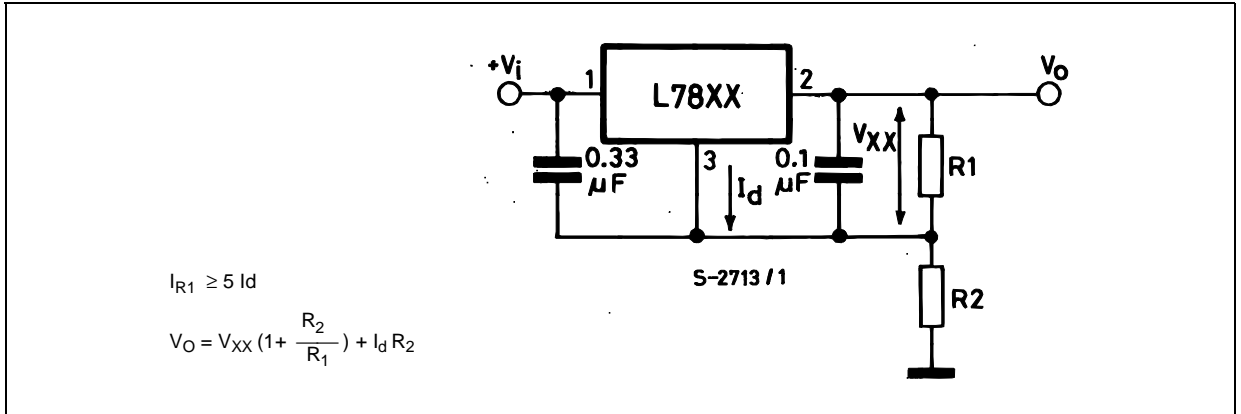 +Vi
1
L78XX
2
Vo
0.33
μF
3
Id
0.1
μF
VXX
R1
S-2713/1
R2
IR1 ≥ 5 Id
VO = VXX (1+ R2/R1) + Id R2